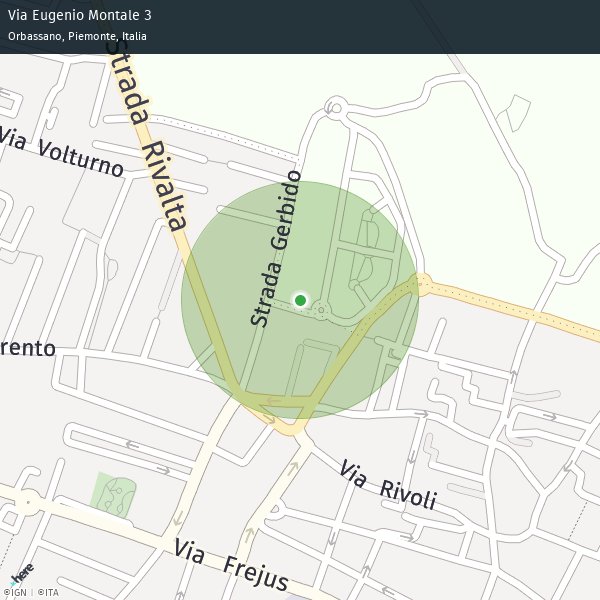 Via Eugenio Montale 3
Orbassano, Piemonte, Italia
Strada Rivalta
Via Volturno
Strada Gerbido
rento
Via Rivoli
Via Frejus
here
©IGN | ©ITA